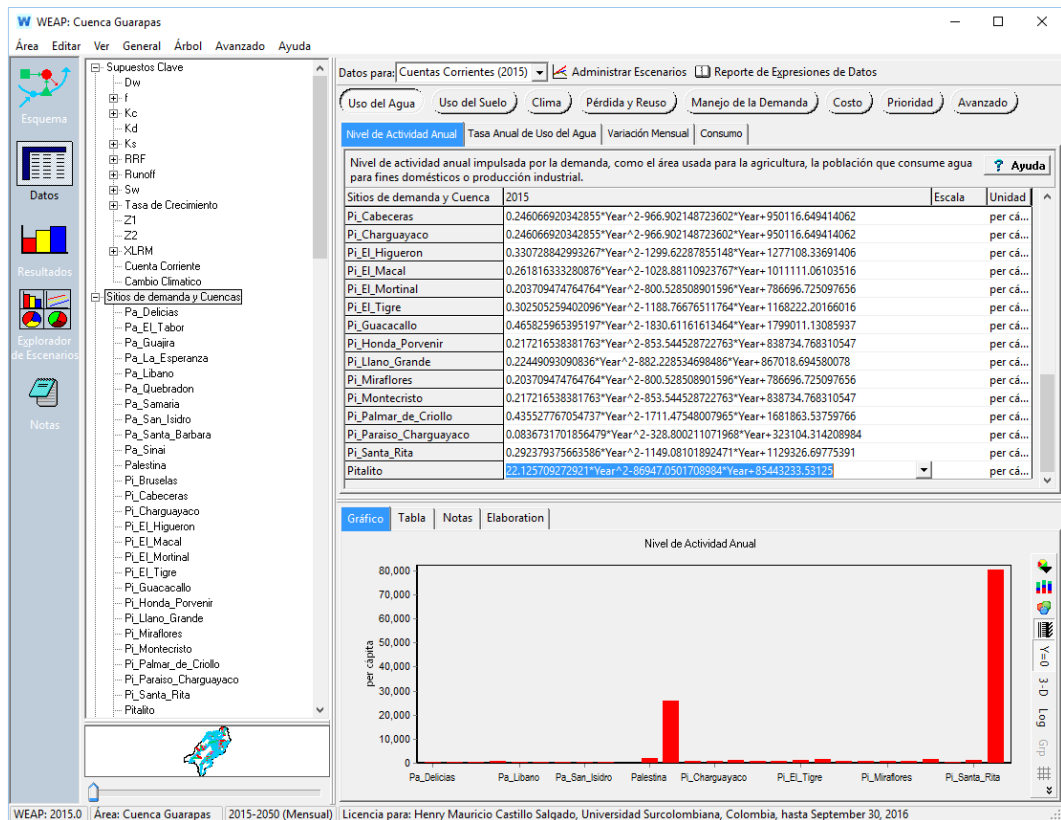 WEAP: Cuenca Guarapas
Área Editar Ver General Árbol Avanzado Ayuda
Esquema
Datos
Resultados
Explorador de Escenarios
Notas
Supuestos Clave
Dw
f
Kc
Kd
Ks
RRF
Runoff
Sw
Tasa de Crecimiento
Z1
Z2
XLRM
Cuenta Corriente
Cambio Climatico
Sitios de demanda y Cuencas
Pa_Delicias
Pa_El_Tabor
Pa_Guajira
Pa_La_Esperanza
Pa_Libano
Pa_Quebradon
Pa_Samaria
Pa_San_Isidro
Pa_Santa_Barbara
Pa_Sinai
Palestina
Pi_Bruselas
Pi_Cabeceras
Pi_Charguayaco
Pi_El_Higueron
Pi_El_Macal
Pi_El_Mortinal
Pi_El_Tigre
Pi_Guacacallo
Pi_Honda_Porvenir
Pi_Llano_Grande
Pi_Miraflores
Pi_Montecristo
Pi_Palmar_de_Criollo
Pi_Paraiso_Charguayaco
Pi_Santa_Rita
Pitalito
Datos para: Cuentas Corrientes (2015) Administrar Escenarios Reporte de Expresiones de Datos
Uso del Agua Uso del Suelo Clima Pérdida y Reuso Manejo de la Demanda Costo Prioridad Avanzado
Nivel de Actividad Anual Tasa Anual de Uso del Agua Variación Mensual Consumo
Nivel de actividad anual impulsada por la demanda, como el área usada para la agricultura, la población que consume agua
para fines domésticos o producción industrial.
? Ayuda
Sitios de demanda y Cuenca 2015 Escala Unidad
Pi_Cabeceras 0.246066920342855*Year^2-966.902148723602*Year+950116.649414062 per cá...
Pi_Charguayaco 0.246066920342855*Year^2-966.902148723602*Year+950116.649414062 per cá...
Pi_El_Higueron 0.330728842993267*Year^2-1299.62287855148*Year+1277108.33691406 per cá...
Pi_El_Macal 0.261816333280876*Year^2-1028.88110923767*Year+1011111.06103516 per cá...
Pi_El_Mortinal 0.203709474764764*Year^2-800.528508901596*Year+786696.725097656 per cá...
Pi_El_Tigre 0.302505259402096*Year^2-1188.76676511764*Year+1168222.20166016 per cá...
Pi_Guacacallo 0.465825965395197*Year^2-1830.61161613464*Year+1799011.13085937 per cá...
Pi_Honda_Porvenir 0.217216538381763*Year^2-853.544528722763*Year+838734.768310547 per cá...
Pi_Llano_Grande 0.22449093090836*Year^2-882.228534698486*Year+867018.694580078 per cá...
Pi_Miraflores 0.203709474764764*Year^2-800.528508901596*Year+786696.725097656 per cá...
Pi_Montecristo 0.217216538381763*Year^2-853.544528722763*Year+838734.768310547 per cá...
Pi_Palmar_de_Criollo 0.435527767054737*Year^2-1711.47548007965*Year+1681863.53759766 per cá...
Pi_Paraiso_Charguayaco 0.0836731701856479*Year^2-328.800211071968*Year+323104.314208984 per cá...
Pi_Santa_Rita 0.292379375663586*Year^2-1149.08101892471*Year+1129326.69775391 per cá...
Pitalito 22.125709272921*Year^2-86947.0501708984*Year+85443233.53125 per cá...
Gráfico Tabla Notas Elaboration
Nivel de Actividad Anual
per cápita
80,000
70,000
60,000
50,000
40,000
30,000
20,000
10,000
0
Pa_Delicias Pa_Libano Pa_San_Isidro Palestina Pi_Charguayaco Pi_El_Tigre Pi_Miraflores Pi_Santa_Rita
Y=0
3-D
Log
Grp
WEAP: 2015.0 Área: Cuenca Guarapas 2015-2050 (Mensual) Licencia para: Henry Mauricio Castillo Salgado, Universidad Surcolombiana, Colombia, hasta September 30, 2016